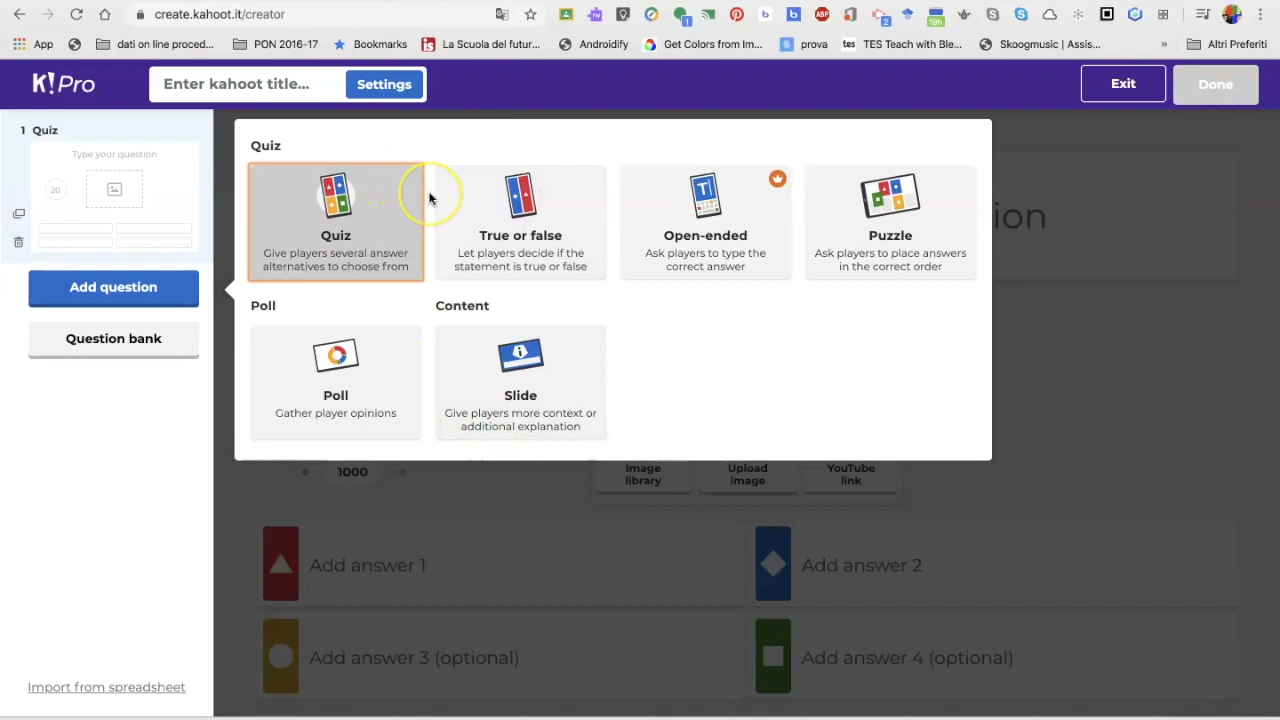 create.kahoot.it/creator
1
2
19h
App
dati on line proced...
PON 2016-17
Bookmarks
is
La Scuola del futur...
Androidify
Get Colors from Im...
prova
tes
TES Teach with Ble...
Skoogmusic | Assis...
»
Altri Preferiti
K!Pro
Enter kahoot title...
Settings
Exit
Done
1 Quiz
Type your question
20
Add question
Question bank
Import from spreadsheet
Quiz
Quiz
Give players several answer
alternatives to choose from
True or false
Let players decide if the
statement is true or false
Open-ended
Ask players to type the
correct answer
Puzzle
Ask players to place answers
in the correct order
Poll
Content
Poll
Gather player opinions
Slide
Give players more context or
additional explanation
ion
1000
Image
library
Upload
image
YouTube
link
Add answer 1
Add answer 2
Add answer 3 (optional)
Add answer 4 (optional)